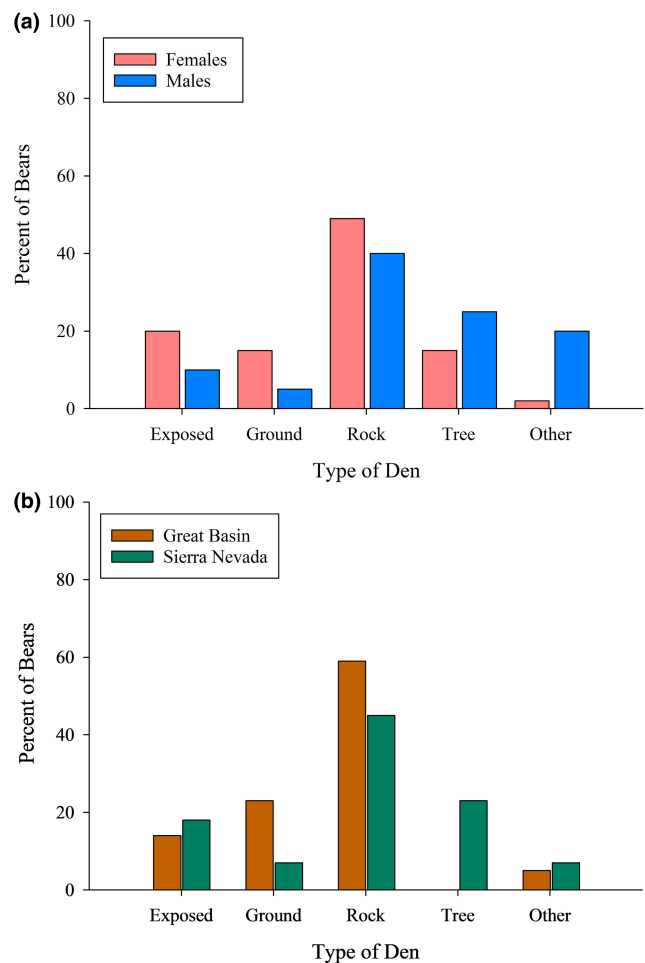 (a)
100
80
60
40
20
0
Percent of Bears
Females
Males
Exposed Ground Rock Tree Other
Type of Den
(b)
100
80
60
40
20
0
Percent of Bears
Great Basin
Sierra Nevada
Exposed Ground Rock Tree Other
Type of Den